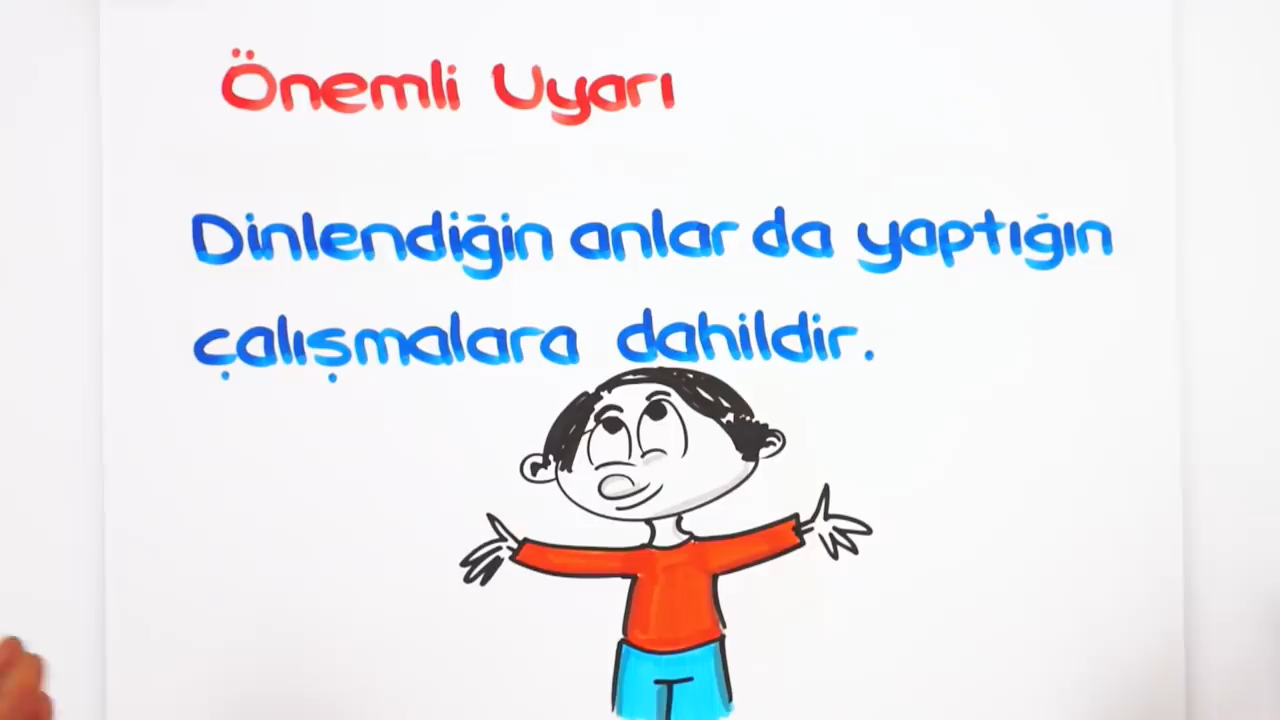 Önemli Uyarı
Dinlendiğin anlar da yaptığın
çalışmalara dahildir.